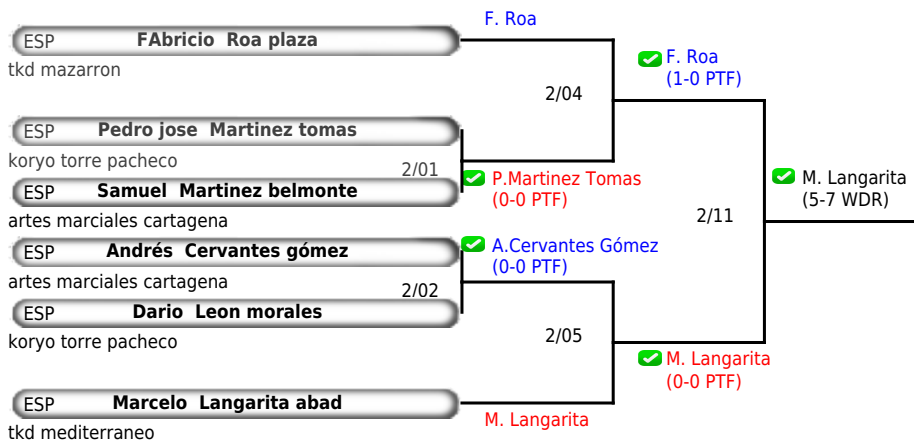 F. Roa
ESP FAbricio Roa plaza
tkd mazarron
F. Roa
(1-0 PTF)
2/04
ESP Pedro jose Martinez tomas
koryo torre pacheco
2/01
P.Martinez Tomas
(0-0 PTF)
ESP Samuel Martinez belmonte
artes marciales cartagena
M. Langarita
(5-7 WDR)
2/11
ESP Andrés Cervantes gómez
artes marciales cartagena
A.Cervantes Gómez
(0-0 PTF)
2/02
ESP Dario Leon morales
koryo torre pacheco
2/05
M. Langarita
(0-0 PTF)
ESP Marcelo Langarita abad
tkd mediterraneo
M. Langarita